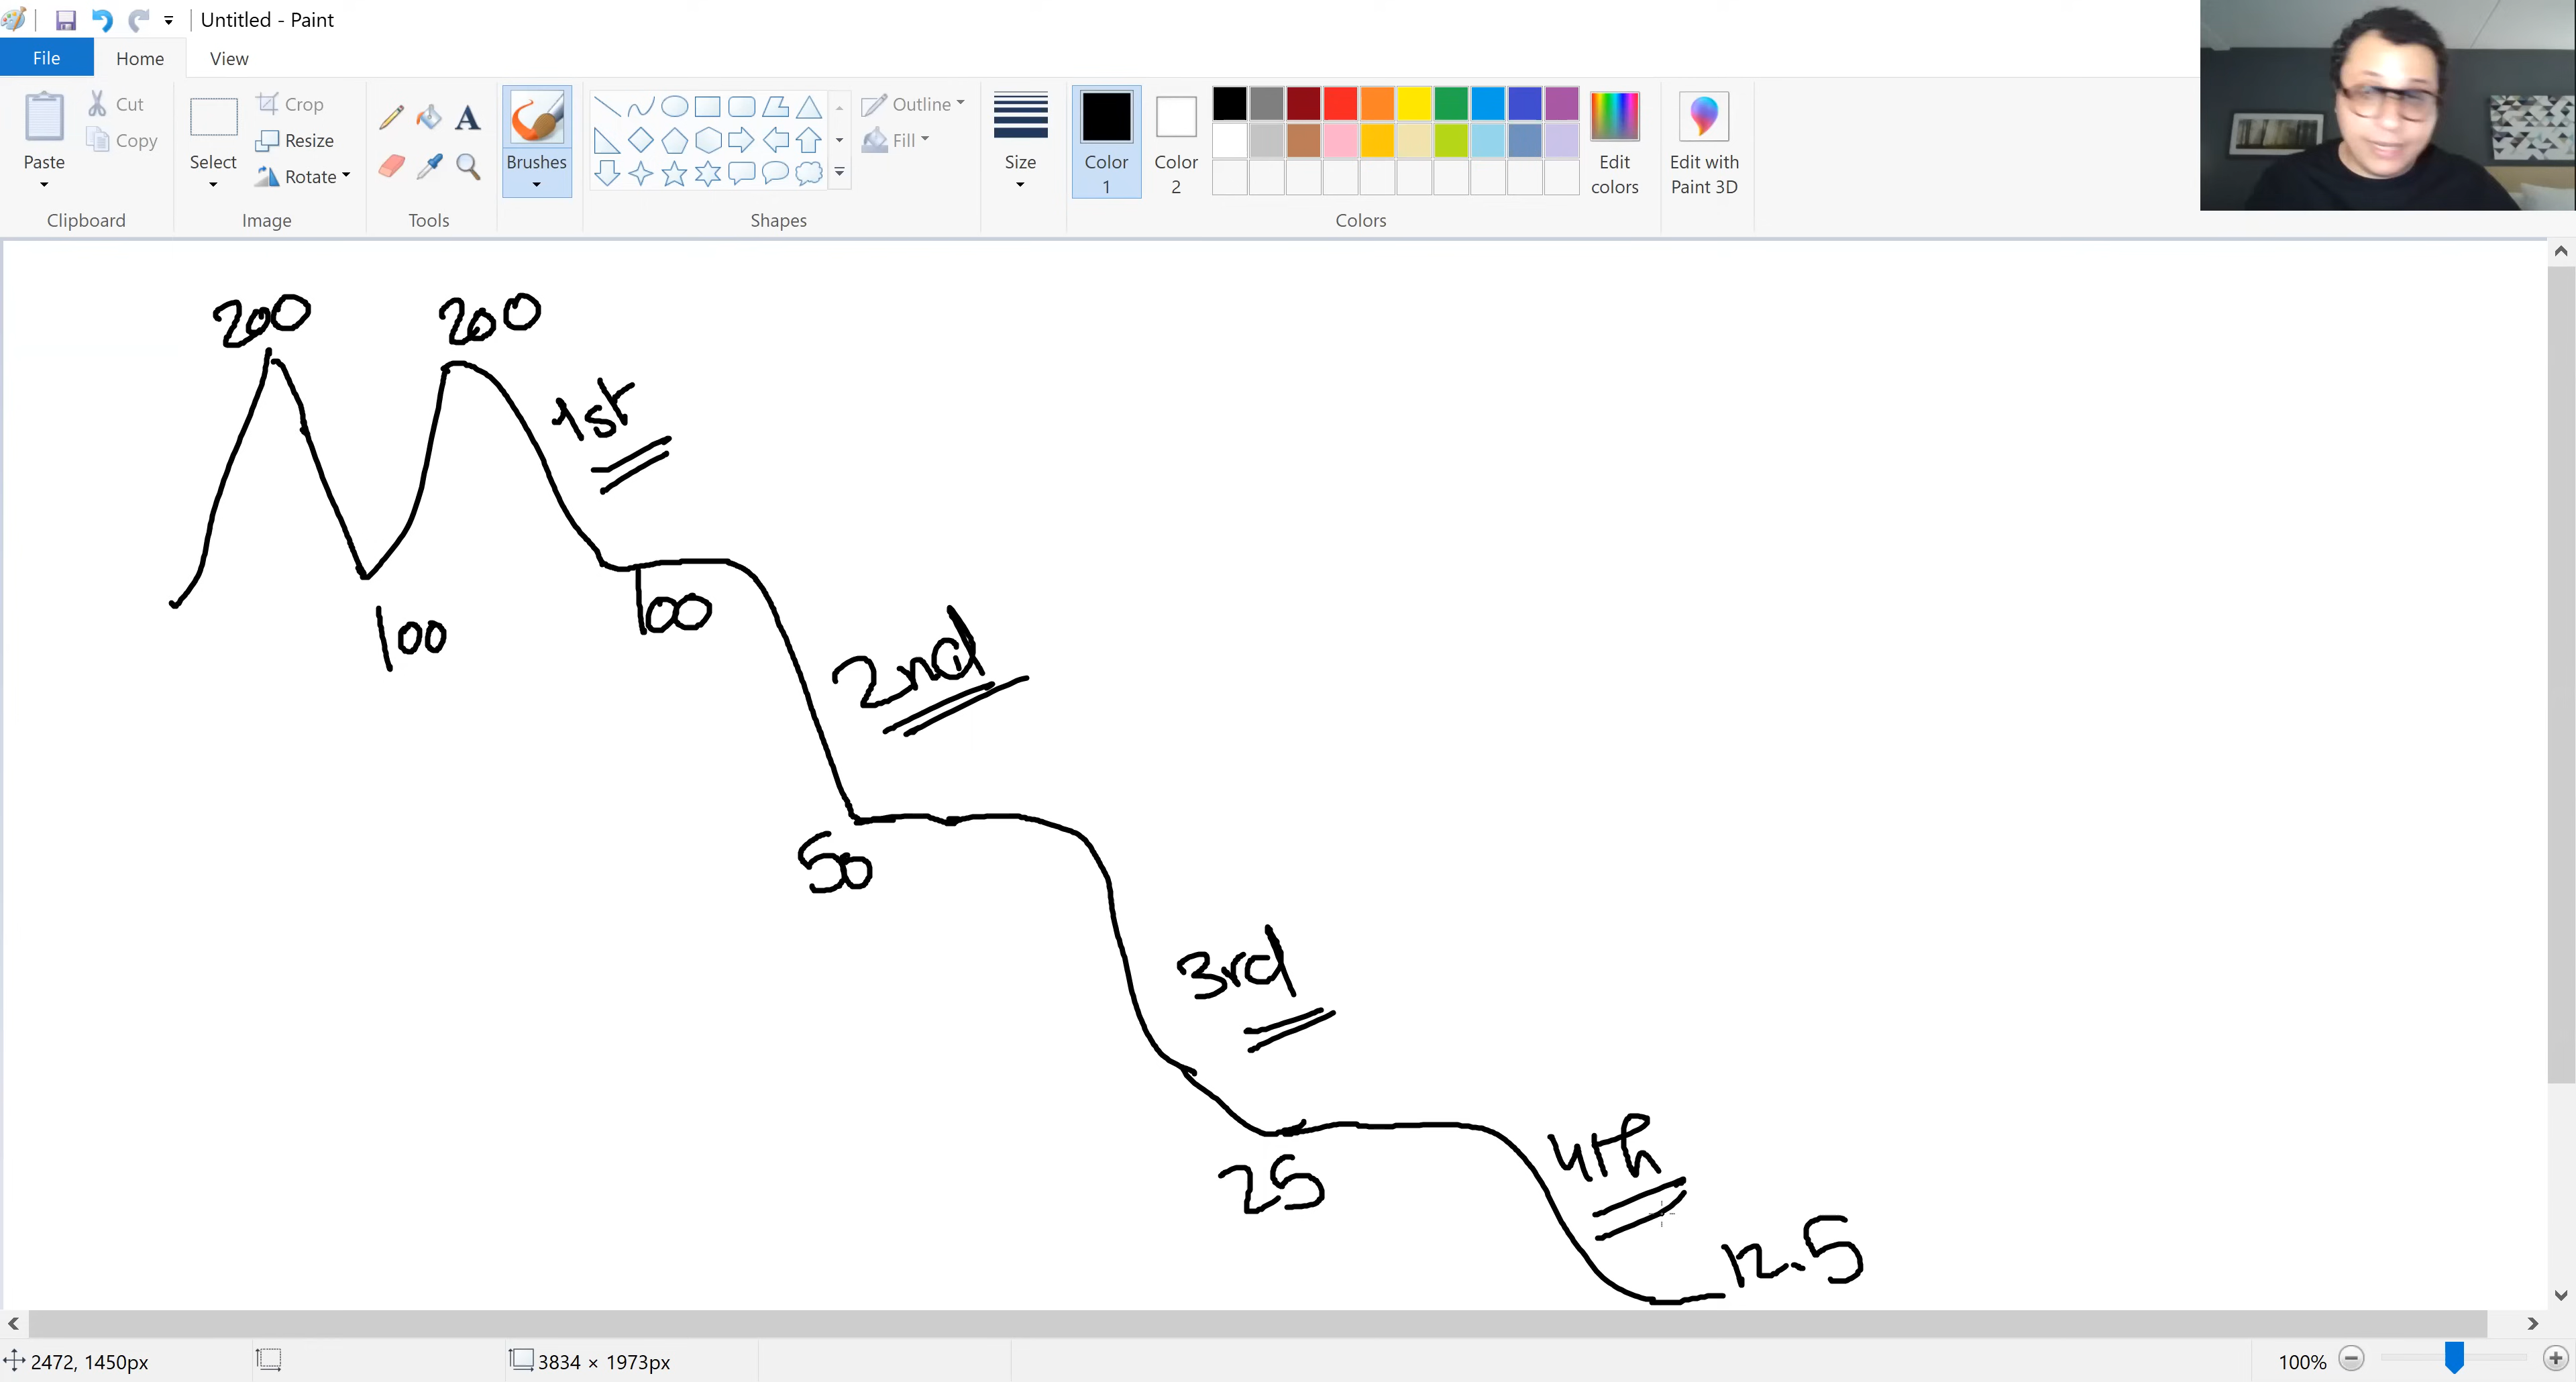 Untitled - Paint
File Home View
Paste
Cut
Copy
Clipboard
Select
Crop
Resize
Rotate
Image
A
Tools
Brushes
Outline
Fill
Shapes
Size
Color 1
Color 2
Edit colors
Colors
Edit with Paint 3D
200
200
1st
100
100
2nd
50
3rd
25
4th
12.5
2472, 1450px
3834 × 1973px
100%